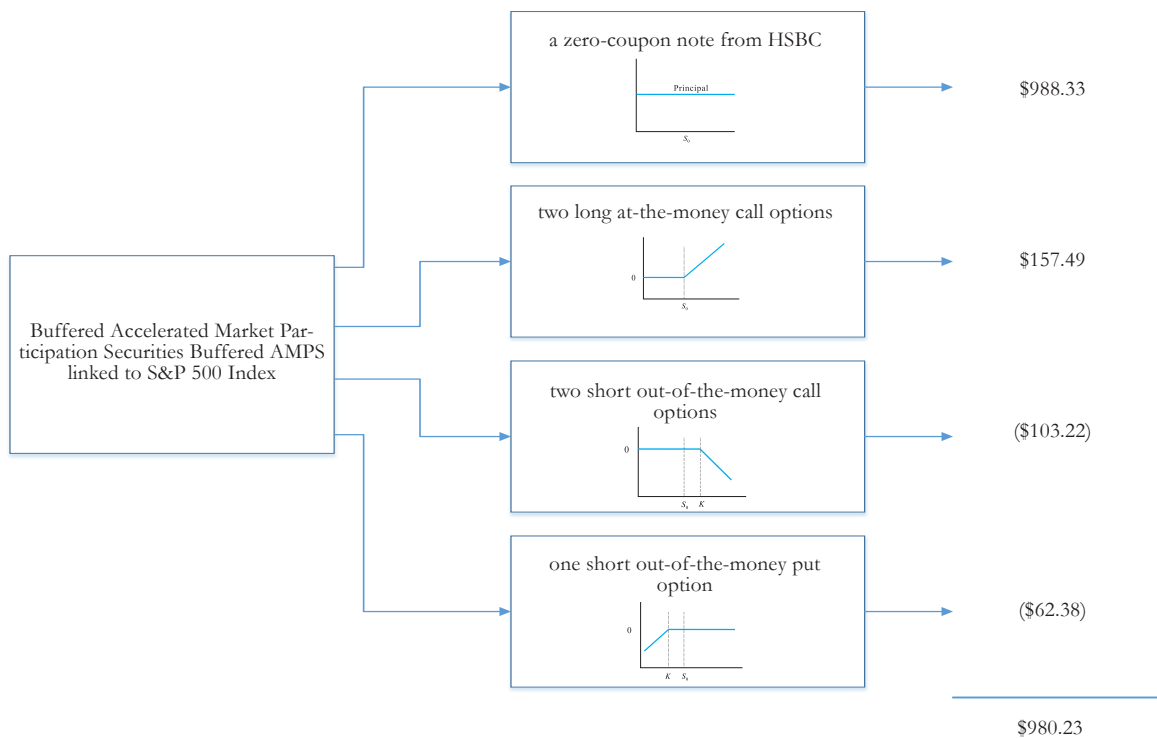 a zero-coupon note from HSBC
Principal
S₀
$988.33
two long at-the-money call options
0
S₀
$157.49
Buffered Accelerated Market Par-
ticipation Securities Buffered AMPS
linked to S&P 500 Index
two short out-of-the-money call
options
0
S₀ K
($103.22)
one short out-of-the-money put
option
0
K S₀
($62.38)
$980.23